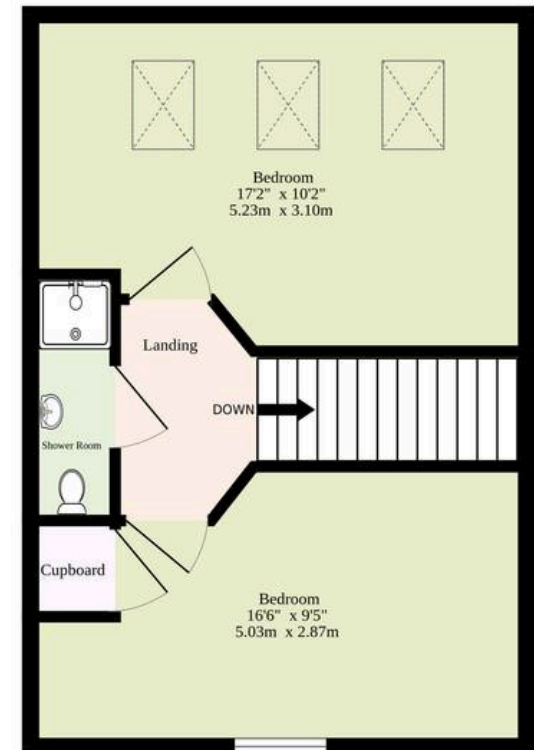 Bedroom
17'2" x 10'2"
5.23m x 3.10m
Landing
DOWN
Shower Room
Cupboard
Bedroom
16'6" x 9'5"
5.03m x 2.87m